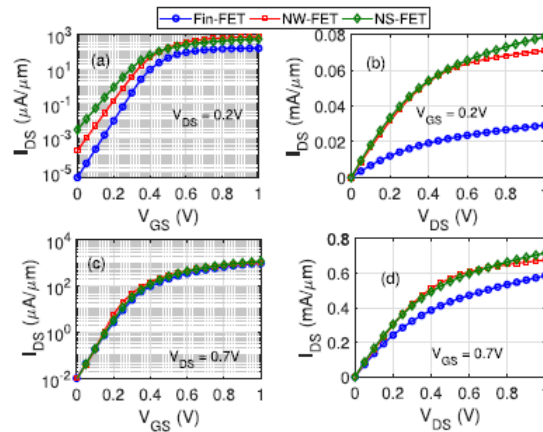 Fin-FET NW-FET NS-FET
(a)
I_DS (μA/μm)
10^3
10^1
10^-1
10^-3
10^-5
V_DS = 0.2V
0 0.2 0.4 0.6 0.8 1
V_GS (V)
(b)
I_DS (mA/μm)
0.08
0.06
0.04
0.02
0
V_GS = 0.2V
0 0.2 0.4 0.6 0.8 1
V_DS (V)
(c)
I_DS (μA/μm)
10^4
10^2
10^0
10^-2
V_DS = 0.7V
0 0.2 0.4 0.6 0.8 1
V_GS (V)
(d)
I_DS (mA/μm)
0.8
0.6
0.4
0.2
0
V_GS = 0.7V
0 0.2 0.4 0.6 0.8 1
V_DS (V)